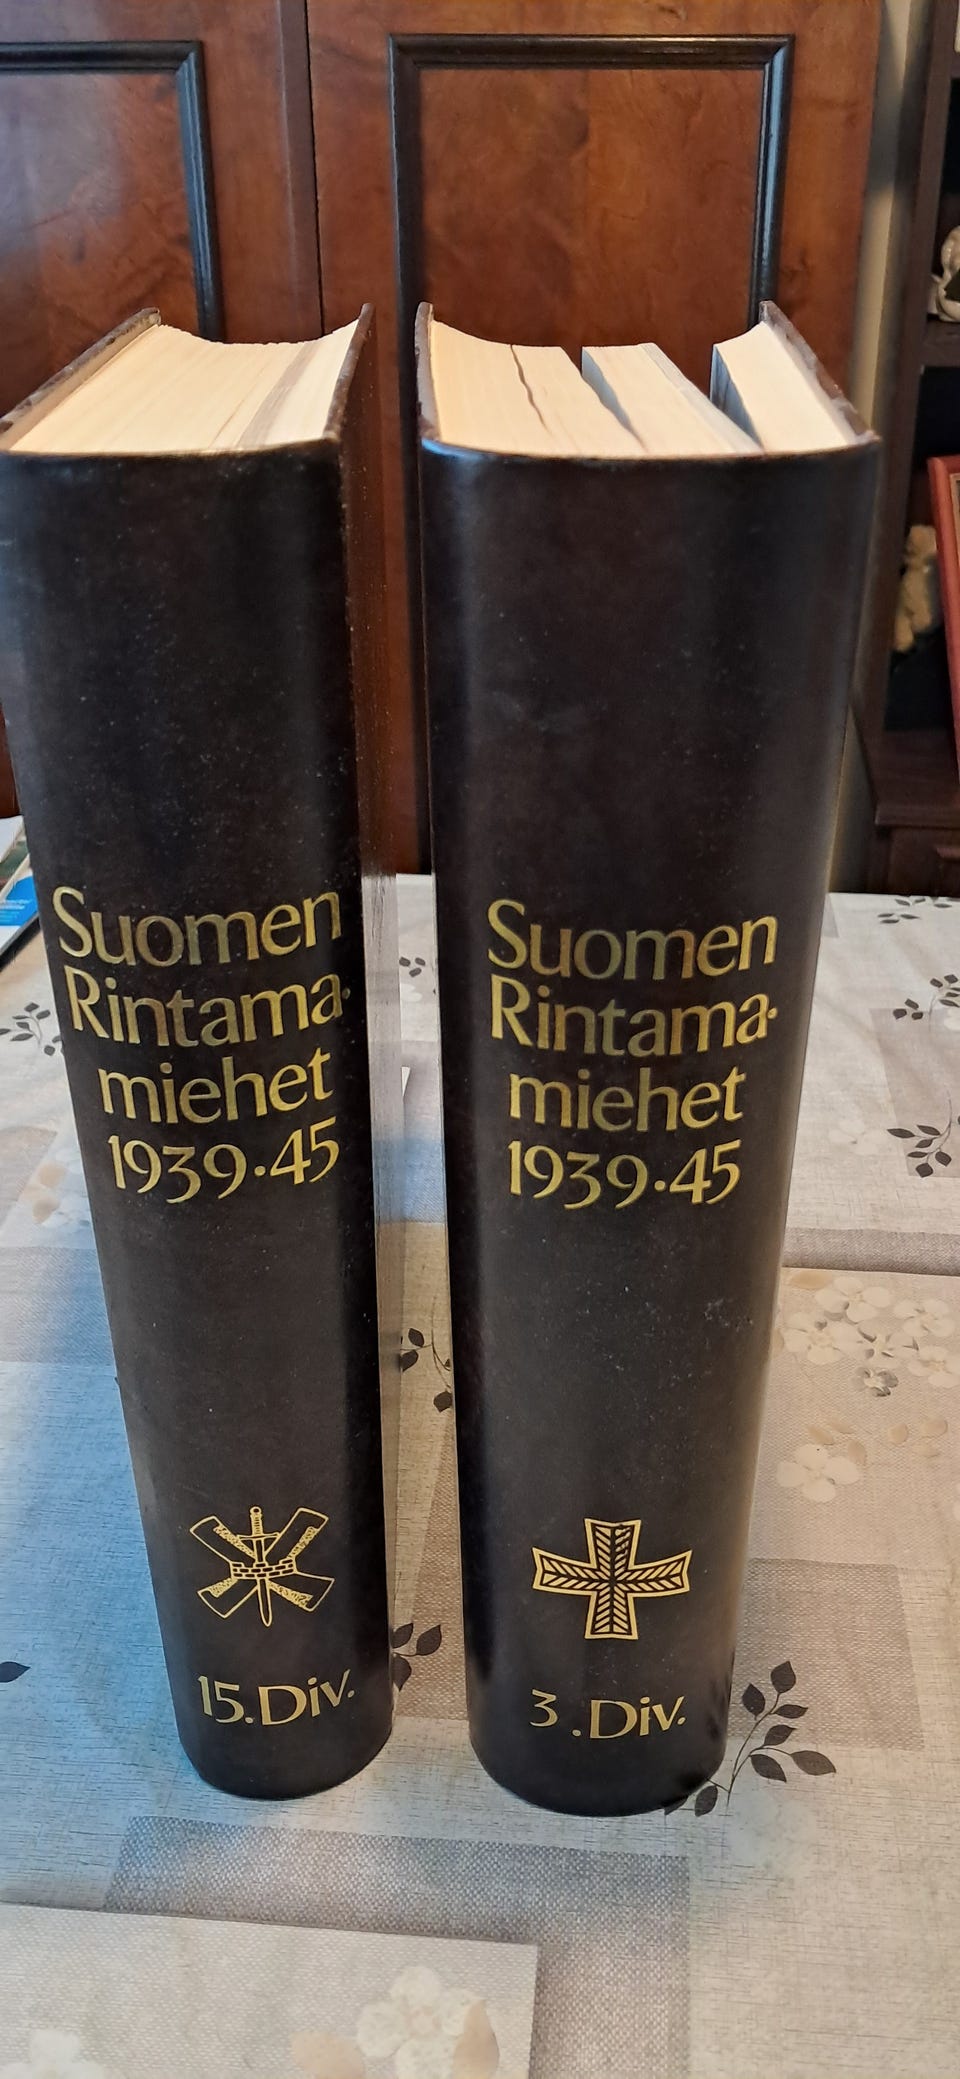 Suomen
Rintama-
miehet
1939-45
15.Div.
Suomen
Rintama-
miehet
1939-45
3.Div.